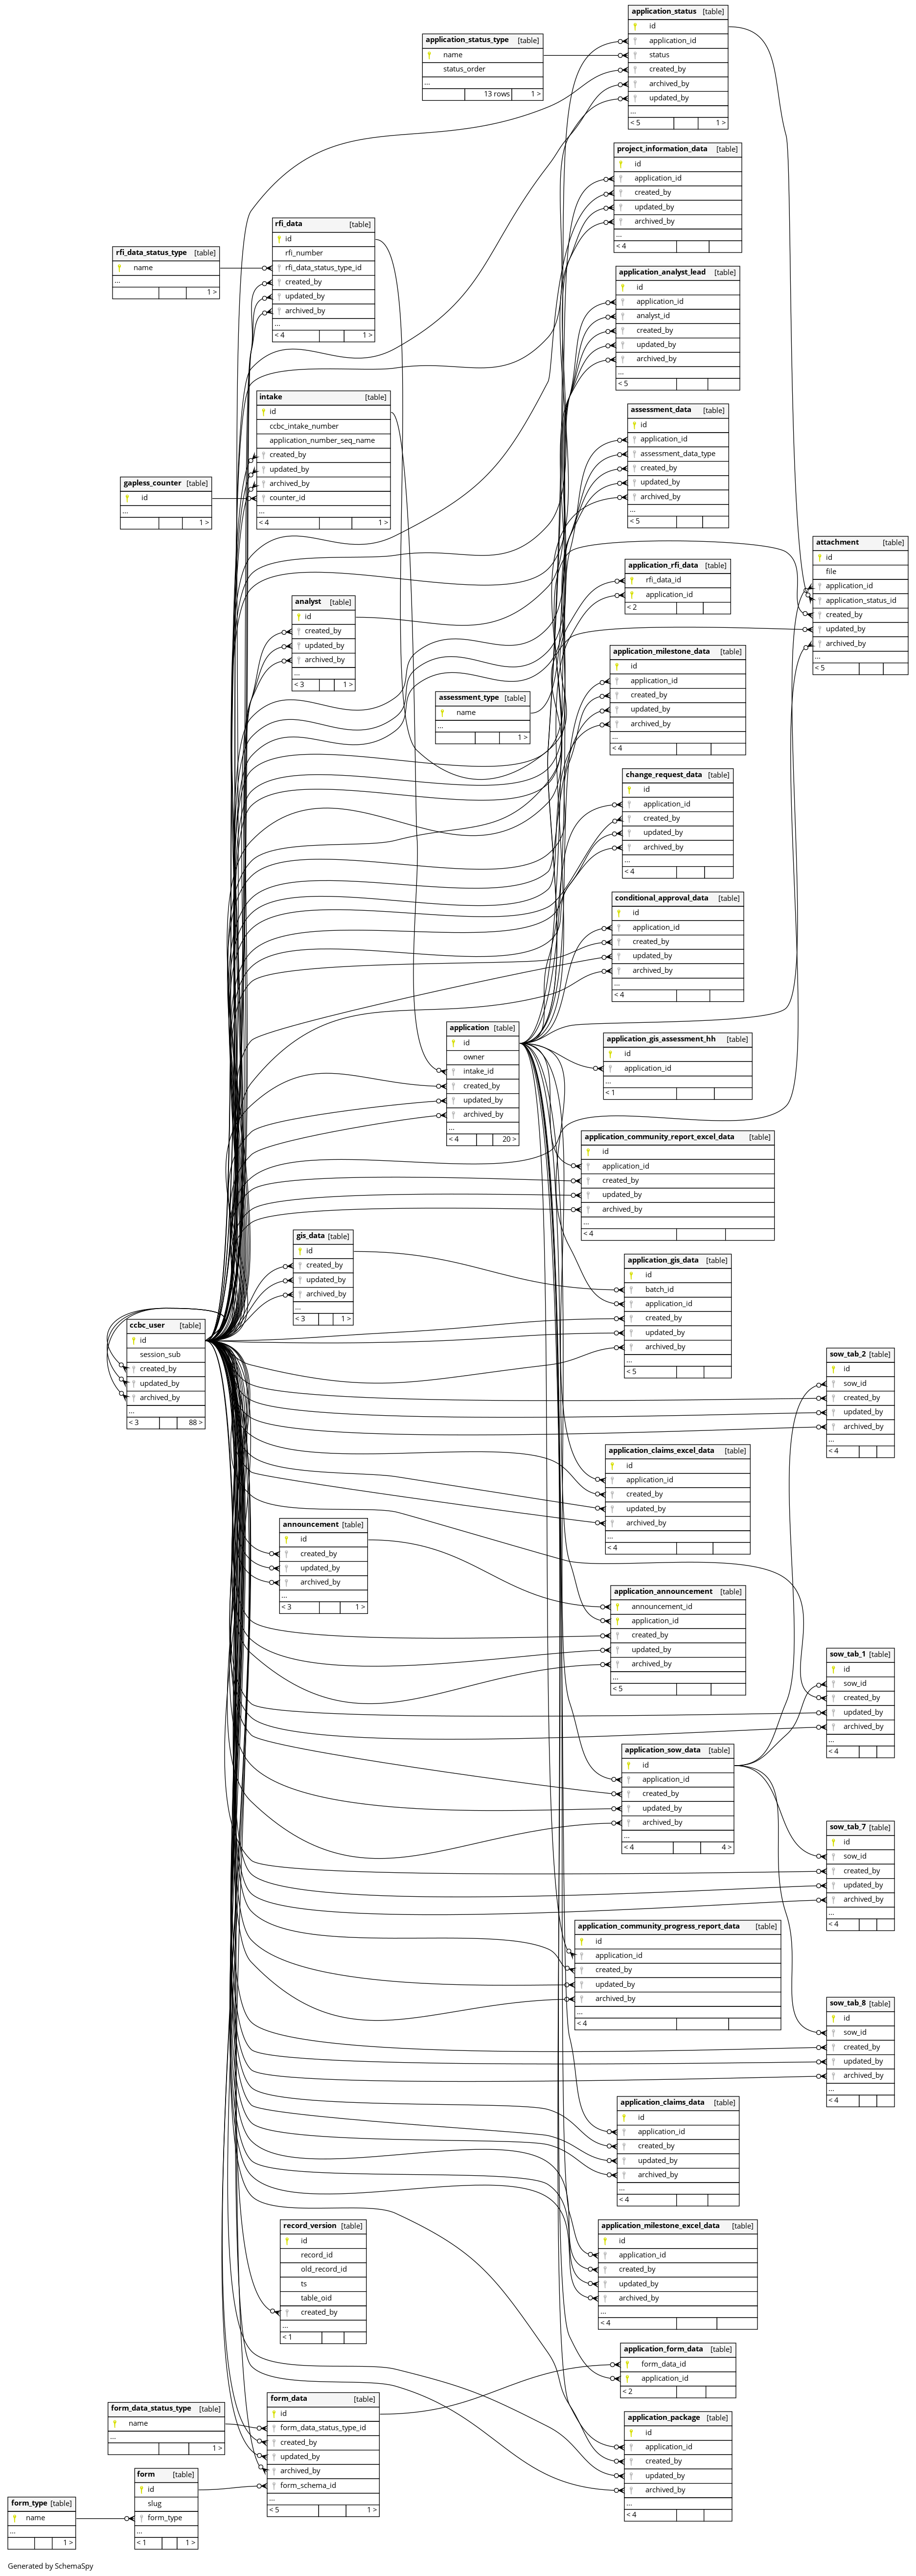 application_status [table]
id
application_id
status
created_by
archived_by
updated_by
...
< 5 1 >
application_status_type [table]
name
status_order
...
13 rows 1 >
project_information_data [table]
id
application_id
created_by
updated_by
archived_by
...
< 4
rfi_data [table]
id
rfi_number
rfi_data_status_type_id
created_by
updated_by
archived_by
...
< 4 1 >
rfi_data_status_type [table]
name
...
1 >
application_analyst_lead [table]
id
application_id
analyst_id
created_by
updated_by
archived_by
...
< 5
intake [table]
id
ccbc_intake_number
application_number_seq_name
created_by
updated_by
archived_by
counter_id
...
< 4 1 >
assessment_data [table]
id
application_id
assessment_data_type
created_by
updated_by
archived_by
...
< 5
gapless_counter [table]
id
...
1 >
attachment [table]
id
file
application_id
application_status_id
created_by
updated_by
archived_by
...
< 5
application_rfi_data [table]
rfi_data_id
application_id
< 2
analyst [table]
id
created_by
updated_by
archived_by
...
< 3 1 >
application_milestone_data [table]
id
application_id
created_by
updated_by
archived_by
...
< 4
assessment_type [table]
name
...
1 >
change_request_data [table]
id
application_id
created_by
updated_by
archived_by
...
< 4
conditional_approval_data [table]
id
application_id
created_by
updated_by
archived_by
...
< 4
application [table]
id
owner
intake_id
created_by
updated_by
archived_by
...
< 4 20 >
application_gis_assessment_hh [table]
id
application_id
...
< 1
application_community_report_excel_data [table]
id
application_id
created_by
updated_by
archived_by
...
< 4
gis_data [table]
id
created_by
updated_by
archived_by
...
< 3 1 >
application_gis_data [table]
id
batch_id
application_id
created_by
updated_by
archived_by
...
< 5
ccbc_user [table]
id
session_sub
created_by
updated_by
archived_by
...
< 3 88 >
sow_tab_2 [table]
id
sow_id
created_by
updated_by
archived_by
...
< 4
application_claims_excel_data [table]
id
application_id
created_by
updated_by
archived_by
...
< 4
announcement [table]
id
created_by
updated_by
archived_by
...
< 3 1 >
application_announcement [table]
announcement_id
application_id
created_by
updated_by
archived_by
...
< 5
sow_tab_1 [table]
id
sow_id
created_by
updated_by
archived_by
...
< 4
application_sow_data [table]
id
application_id
created_by
updated_by
archived_by
...
< 4 4 >
sow_tab_7 [table]
id
sow_id
created_by
updated_by
archived_by
...
< 4
application_community_progress_report_data [table]
id
application_id
created_by
updated_by
archived_by
...
< 4
sow_tab_8 [table]
id
sow_id
created_by
updated_by
archived_by
...
< 4
application_claims_data [table]
id
application_id
created_by
updated_by
archived_by
...
< 4
record_version [table]
id
record_id
old_record_id
ts
table_oid
created_by
...
< 1
application_milestone_excel_data [table]
id
application_id
created_by
updated_by
archived_by
...
< 4
application_form_data [table]
form_data_id
application_id
< 2
form_data [table]
id
form_data_status_type_id
created_by
updated_by
archived_by
form_schema_id
...
< 5 1 >
form_data_status_type [table]
name
...
1 >
application_package [table]
id
application_id
created_by
updated_by
archived_by
...
< 4
form [table]
id
slug
form_type
...
< 1 1 >
form_type [table]
name
...
1 >
Generated by SchemaSpy